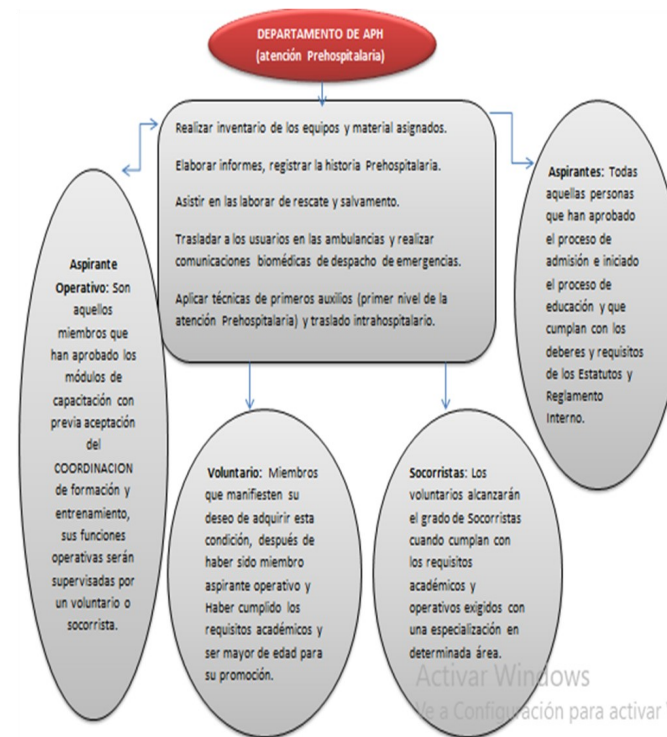 DEPARTAMENTO DE APH
(atención Prehospitalaria)
Realizar inventario de los equipos y material asignados.
Elaborar informes, registrar la historia Prehospitalaria.
Asistir en las laborar de rescate y salvamento.
Trasladar a los usuarios en las ambulancias y realizar
comunicaciones biomédicas de despacho de emergencias.
Aplicar técnicas de primeros auxilios (primer nivel de la
atención Prehospitalaria) y traslado intrahospitalario.
Aspirante
Operativo: Son
aquellos
miembros que
han aprobado los
módulos de
capacitación con
previa aceptación
del
COORDINACION
de formación y
entrenamiento,
sus funciones
operativas serán
supervisadas por
un voluntario o
socorrista.
Voluntario: Miembros
que manifiesten su
deseo de adquirir esta
condición, después de
haber sido miembro
aspirante operativo y
Haber cumplido los
requisitos académicos y
ser mayor de edad para
su promoción.
Socorristas: Los
voluntarios alcanzarán
el grado de Socorristas
cuando cumplan con
los requisitos
académicos y
operativos exigidos con
una especialización en
determinada área.
Aspirantes: Todas
aquellas personas
que han aprobado
el proceso de
admisión e iniciado
el proceso de
educación y que
cumplan con los
deberes y requisitos
de los Estatutos y
Reglamento
Interno.
Activar Windows
Ve a Configuración para activar